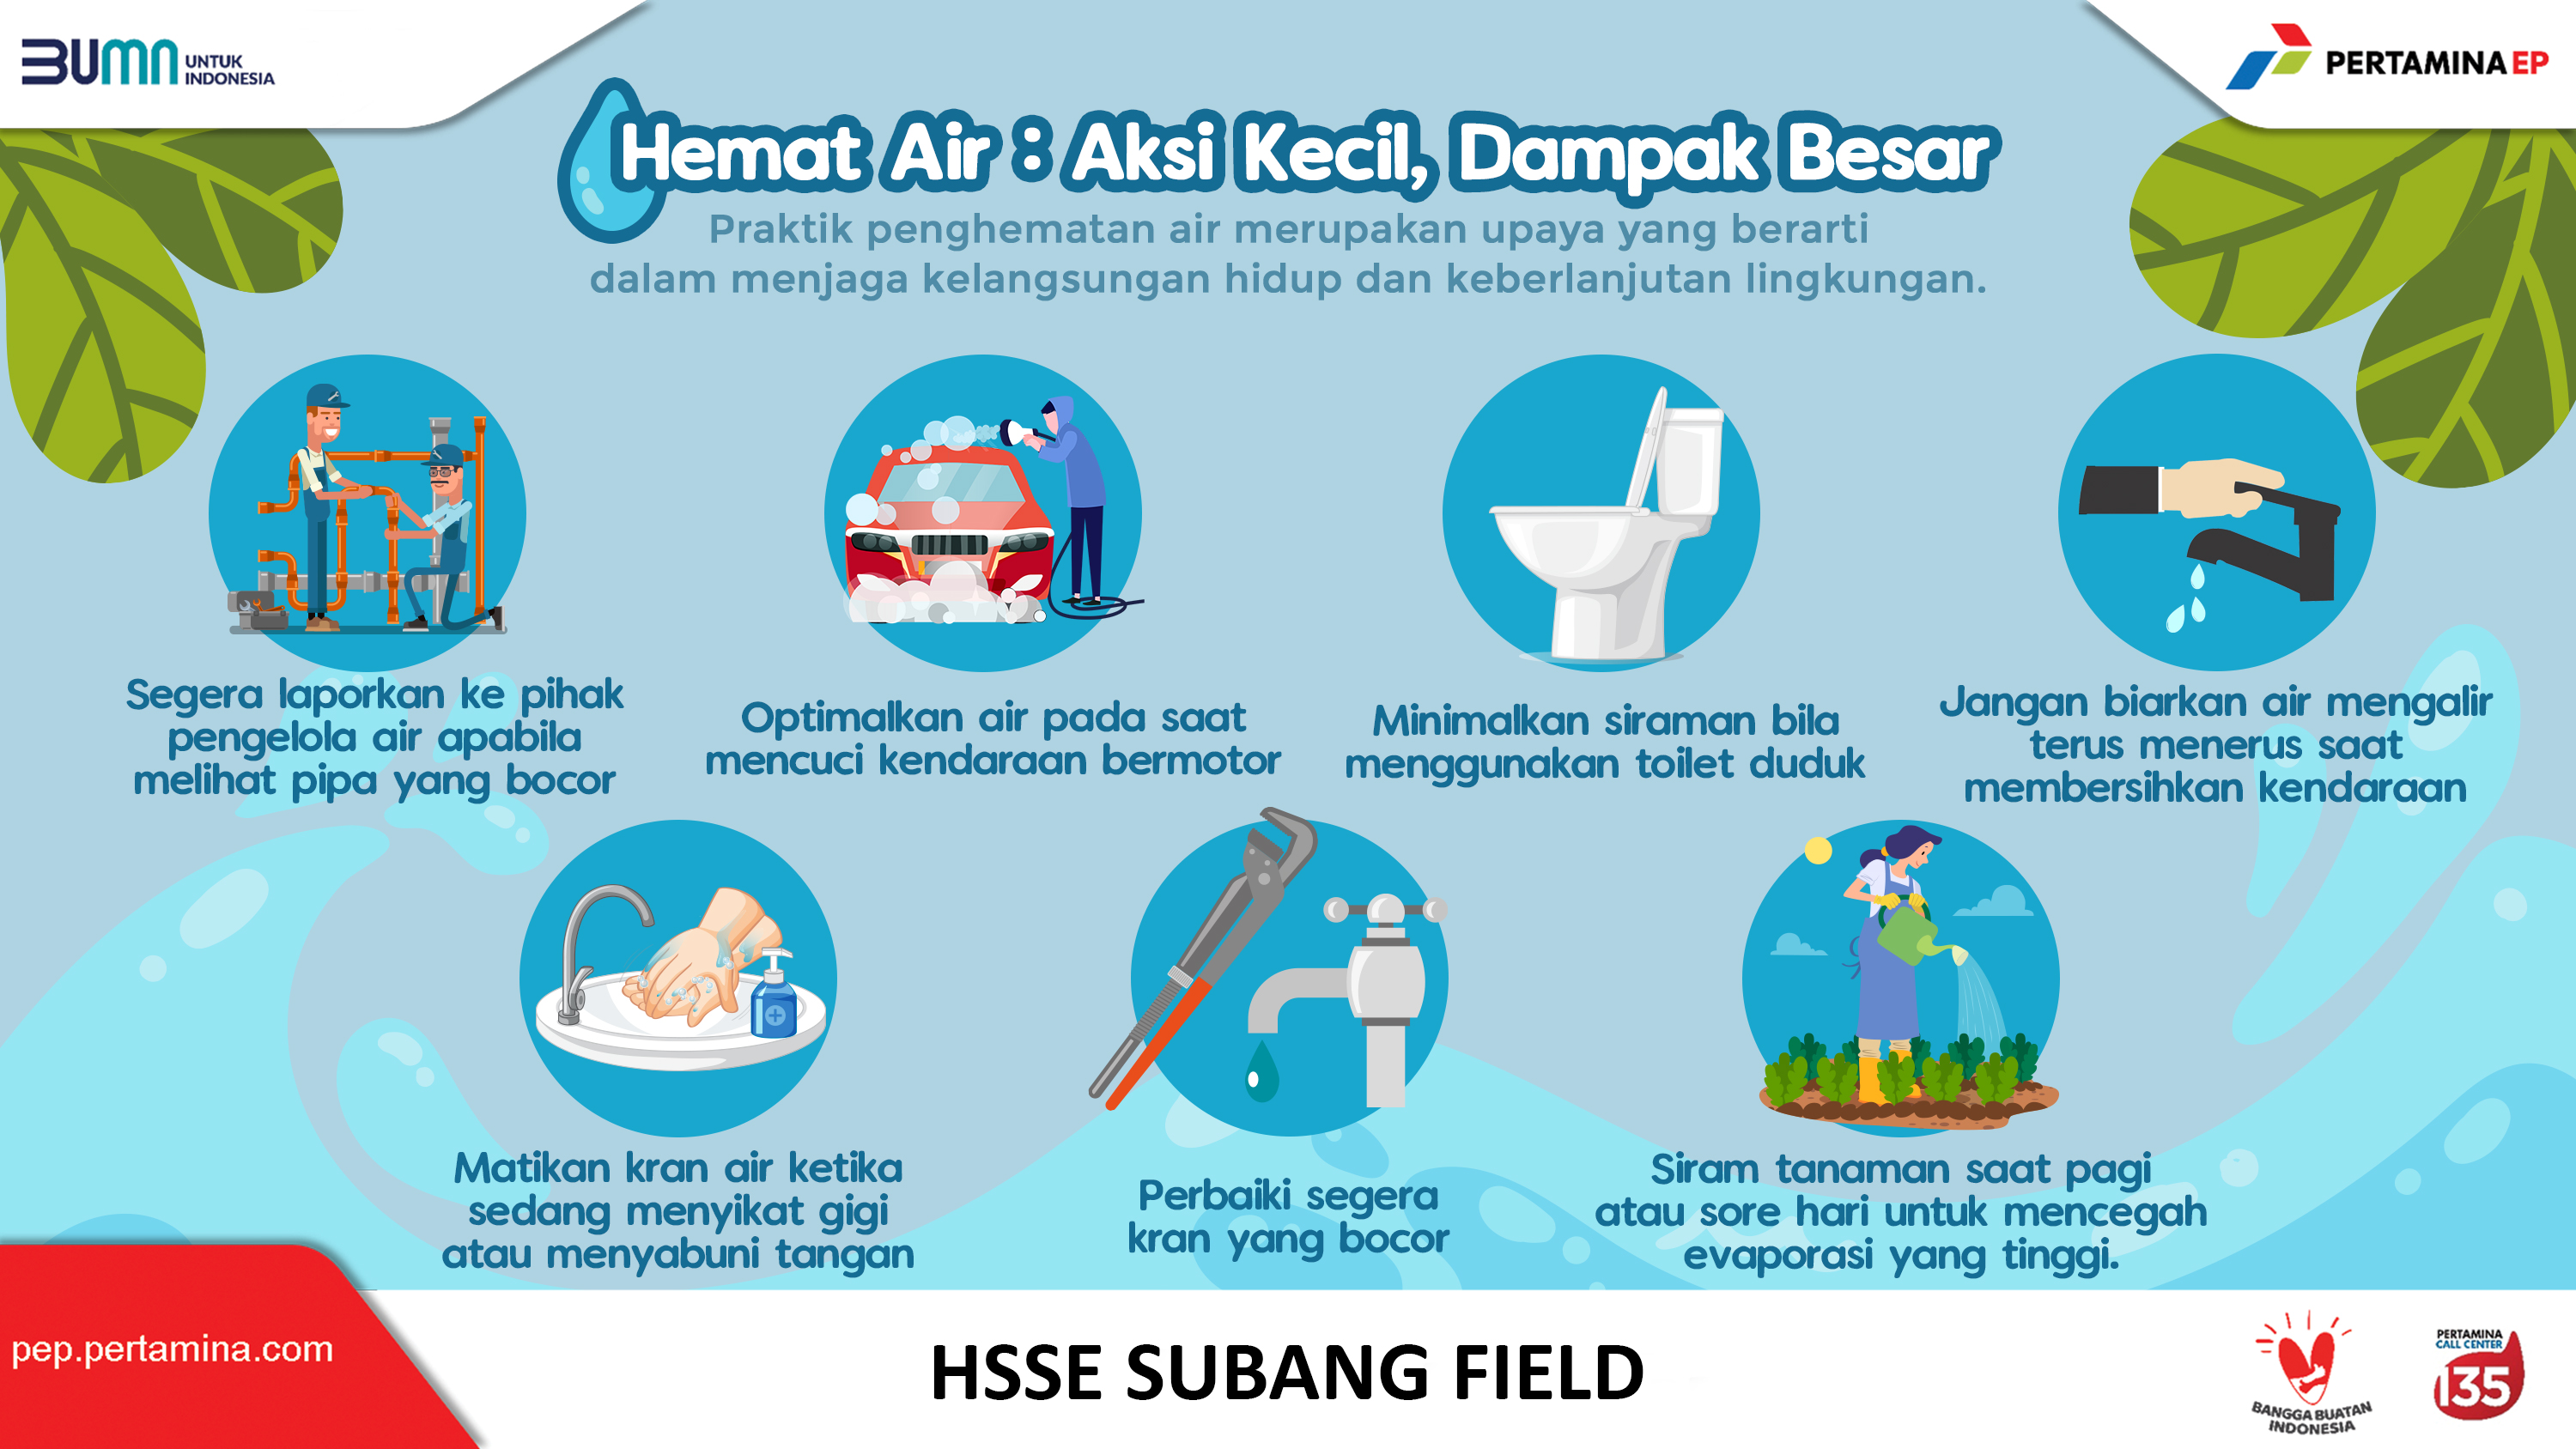 BUMN UNTUK
INDONESIA
PERTAMINA EP
Hemat Air : Aksi Kecil, Dampak Besar
Praktik penghematan air merupakan upaya yang berarti
dalam menjaga kelangsungan hidup dan keberlanjutan lingkungan.
Segera laporkan ke pihak
pengelola air apabila
melihat pipa yang bocor
Optimalkan air pada saat
mencuci kendaraan bermotor
Minimalkan siraman bila
menggunakan toilet duduk
Jangan biarkan air mengalir
terus menerus saat
membersihkan kendaraan
Matikan kran air ketika
sedang menyikat gigi
atau menyabuni tangan
Perbaiki segera
kran yang bocor
Siram tanaman saat pagi
atau sore hari untuk mencegah
evaporasi yang tinggi.
pep.pertamina.com
HSSE SUBANG FIELD
BANGGA BUATAN
INDONESIA
PERTAMINA
CALL CENTER
135